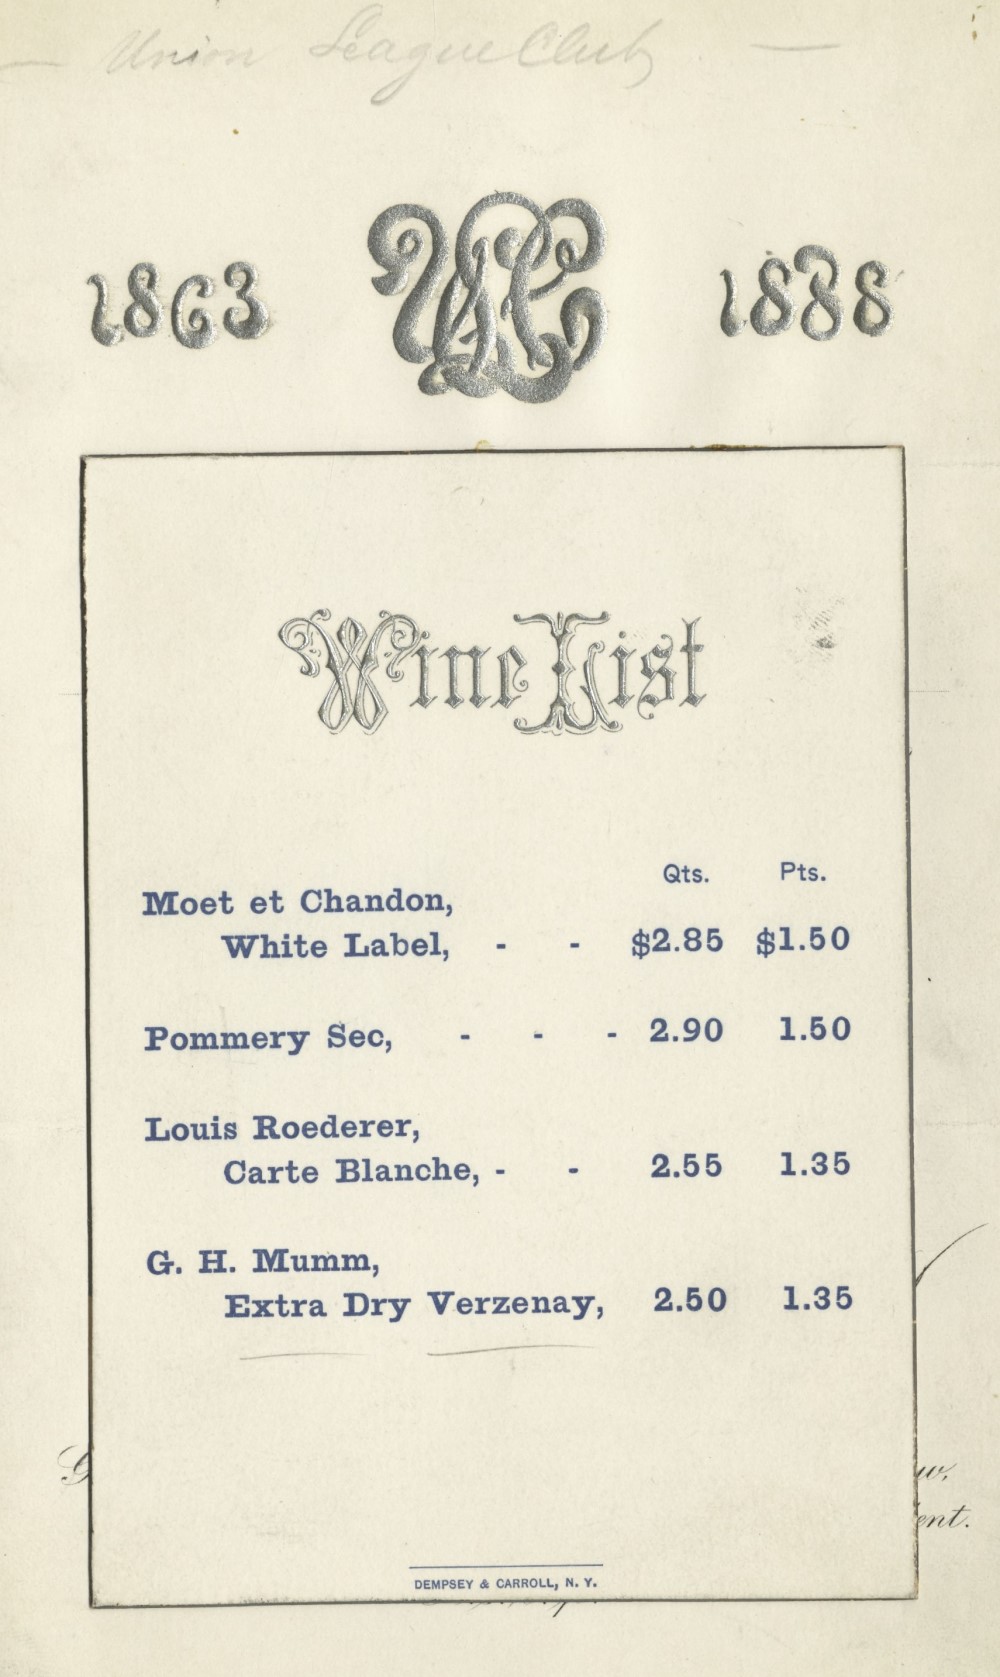 — Union League Club —
1863 ULC 1888
Wine List
Qts. Pts.
Moet et Chandon,
White Label, - - $2.85 $1.50
Pommery Sec, - - - 2.90 1.50
Louis Roederer,
Carte Blanche, - - 2.55 1.35
G. H. Mumm,
Extra Dry Verzenay, 2.50 1.35
w,
ent.
DEMPSEY & CARROLL, N. Y.